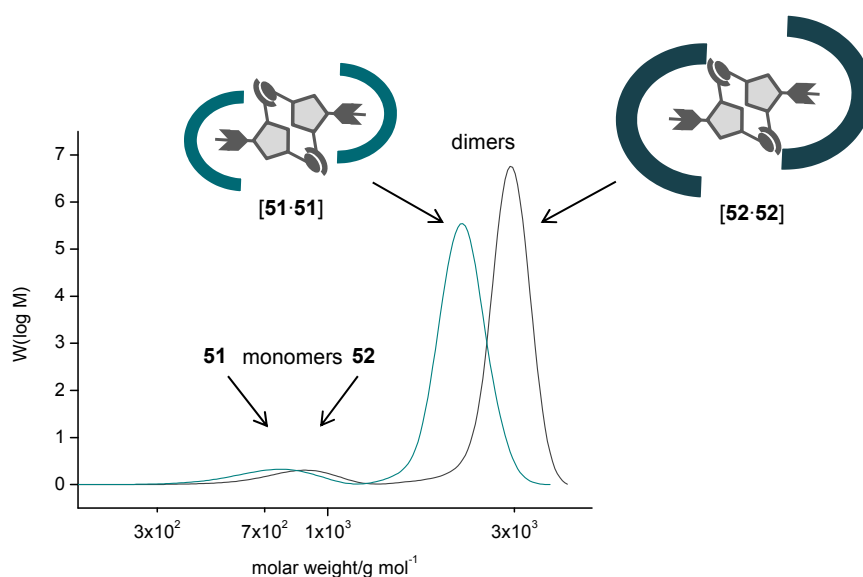 dimers
[51·51]
[52·52]
51 monomers 52
W(log M)
7
6
5
4
3
2
1
0
3x10²
7x10²
1x10³
3x10³
molar weight/g mol⁻¹